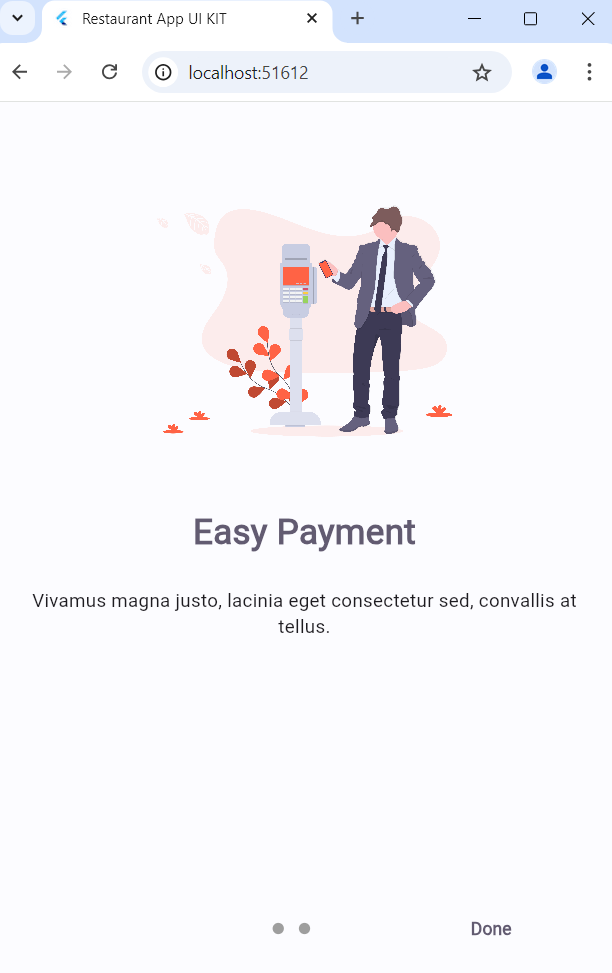 Restaurant App UI KIT
localhost:51612
Easy Payment
Vivamus magna justo, lacinia eget consectetur sed, convallis at
tellus.
Done